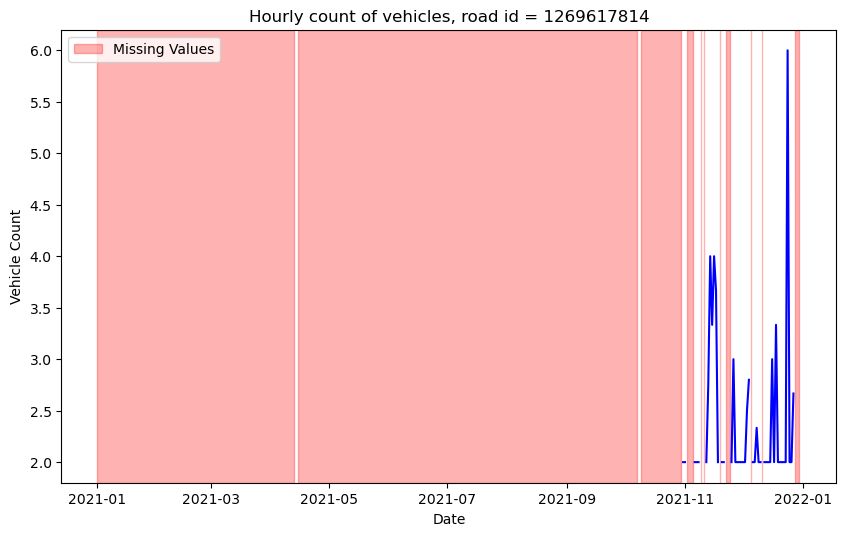 Hourly count of vehicles, road id = 1269617814
Missing Values
Vehicle Count
6.0
5.5
5.0
4.5
4.0
3.5
3.0
2.5
2.0
2021-01 2021-03 2021-05 2021-07 2021-09 2021-11 2022-01
Date